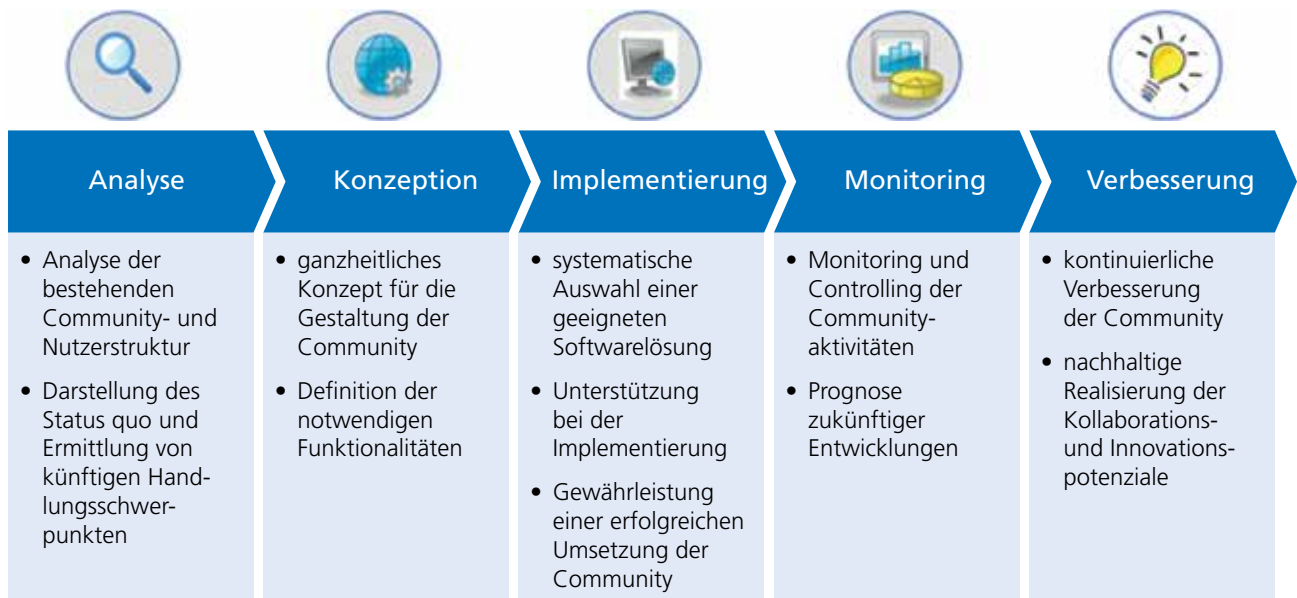 Analyse
Konzeption
Implementierung
Monitoring
Verbesserung
• Analyse der
bestehenden
Community- und
Nutzerstruktur
• Darstellung des
Status quo und
Ermittlung von
künftigen Hand-
lungsschwer-
punkten
• ganzheitliches
Konzept für die
Gestaltung der
Community
• Definition der
notwendigen
Funktionalitäten
• systematische
Auswahl einer
geeigneten
Softwarelösung
• Unterstützung
bei der
Implementierung
• Gewährleistung
einer erfolgreichen
Umsetzung der
Community
• Monitoring und
Controlling der
Community-
aktivitäten
• Prognose
zukünftiger
Entwicklungen
• kontinuierliche
Verbesserung
der Community
• nachhaltige
Realisierung der
Kollaborations-
und Innovations-
potenziale